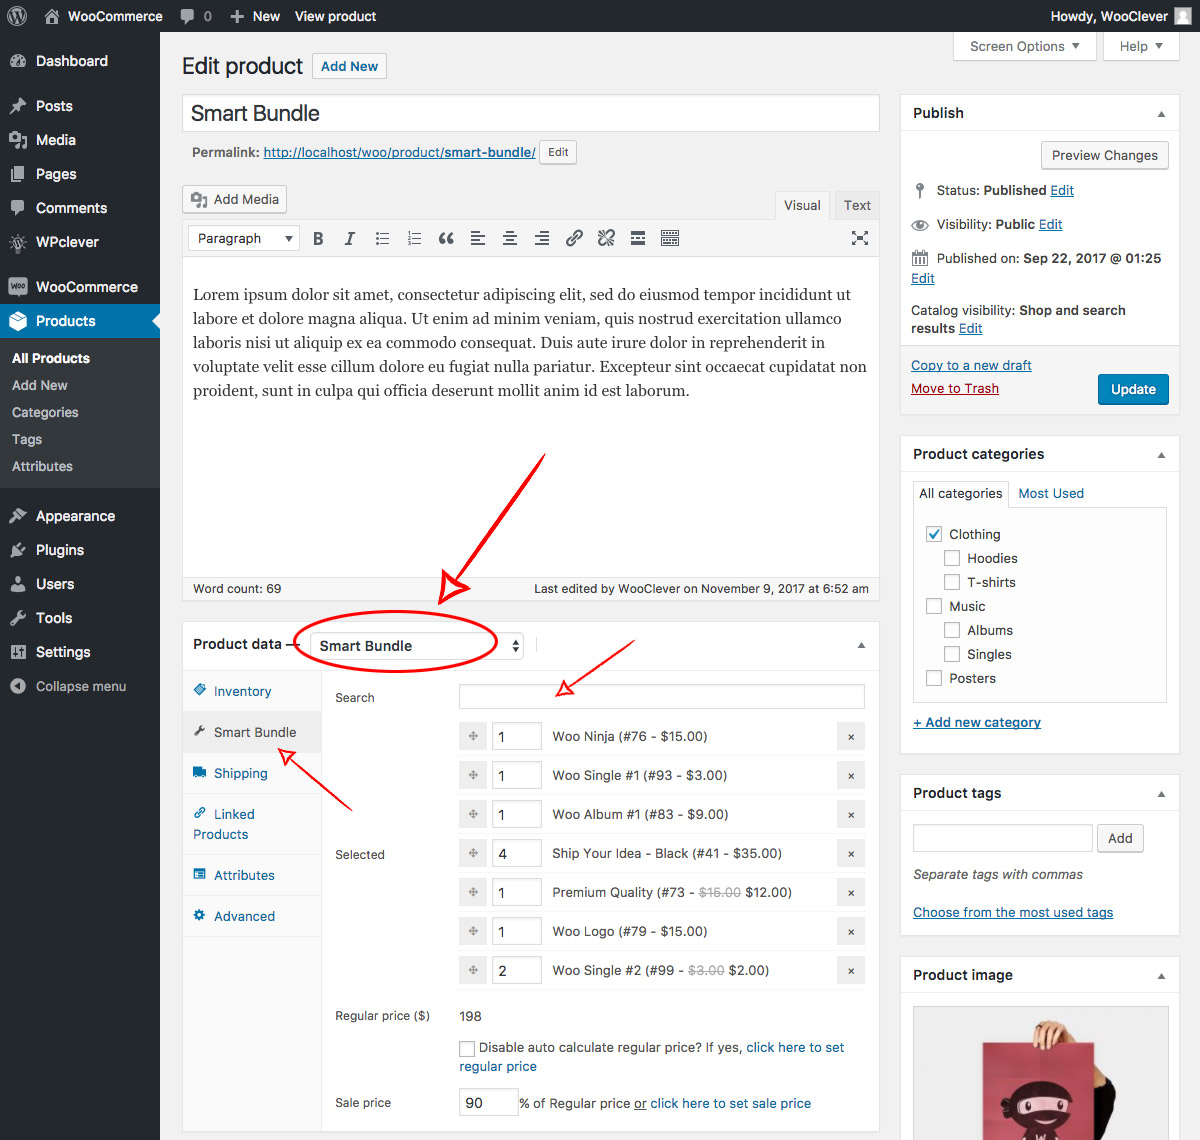 WooCommerce 0 New View product Howdy, WooClever
Dashboard
Posts
Media
Pages
Comments
WPclever
WooCommerce
Products
All Products
Add New
Categories
Tags
Attributes
Appearance
Plugins
Users
Tools
Settings
Collapse menu
Screen Options Help
Edit product Add New
Smart Bundle
Permalink: http://localhost/woo/product/smart-bundle/ Edit
Add Media
Visual Text
Paragraph
Lorem ipsum dolor sit amet, consectetur adipiscing elit, sed do eiusmod tempor incididunt ut
labore et dolore magna aliqua. Ut enim ad minim veniam, quis nostrud exercitation ullamco
laboris nisi ut aliquip ex ea commodo consequat. Duis aute irure dolor in reprehenderit in
voluptate velit esse cillum dolore eu fugiat nulla pariatur. Excepteur sint occaecat cupidatat non
proident, sunt in culpa qui officia deserunt mollit anim id est laborum.
Word count: 69 Last edited by WooClever on November 9, 2017 at 6:52 am
Product data — Smart Bundle
Inventory
Smart Bundle
Shipping
Linked
Products
Attributes
Advanced
Search
Selected
1 Woo Ninja (#76 - $15.00) ×
1 Woo Single #1 (#93 - $3.00) ×
1 Woo Album #1 (#83 - $9.00) ×
4 Ship Your Idea - Black (#41 - $35.00) ×
1 Premium Quality (#73 - $15.00 $12.00) ×
1 Woo Logo (#79 - $15.00) ×
2 Woo Single #2 (#99 - $3.00 $2.00) ×
Regular price ($) 198
Disable auto calculate regular price? If yes, click here to set
regular price
Sale price 90 % of Regular price or click here to set sale price
Publish
Preview Changes
Status: Published Edit
Visibility: Public Edit
Published on: Sep 22, 2017 @ 01:25
Edit
Catalog visibility: Shop and search
results Edit
Copy to a new draft
Move to Trash Update
Product categories
All categories Most Used
Clothing
Hoodies
T-shirts
Music
Albums
Singles
Posters
+ Add new category
Product tags
Add
Separate tags with commas
Choose from the most used tags
Product image